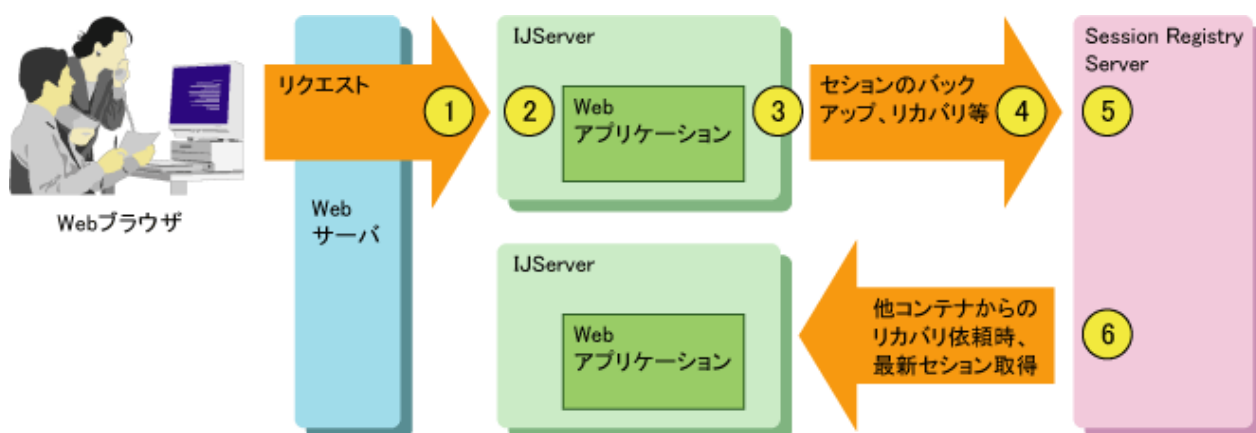 Webブラウザ
リクエスト
①
Web
サーバ
IJServer
②
Web
アプリケーション
③
セションのバック
アップ、リカバリ等
④
Session Registry
Server
⑤
IJServer
Web
アプリケーション
他コンテナからの
リカバリ依頼時、
最新セション取得
⑥